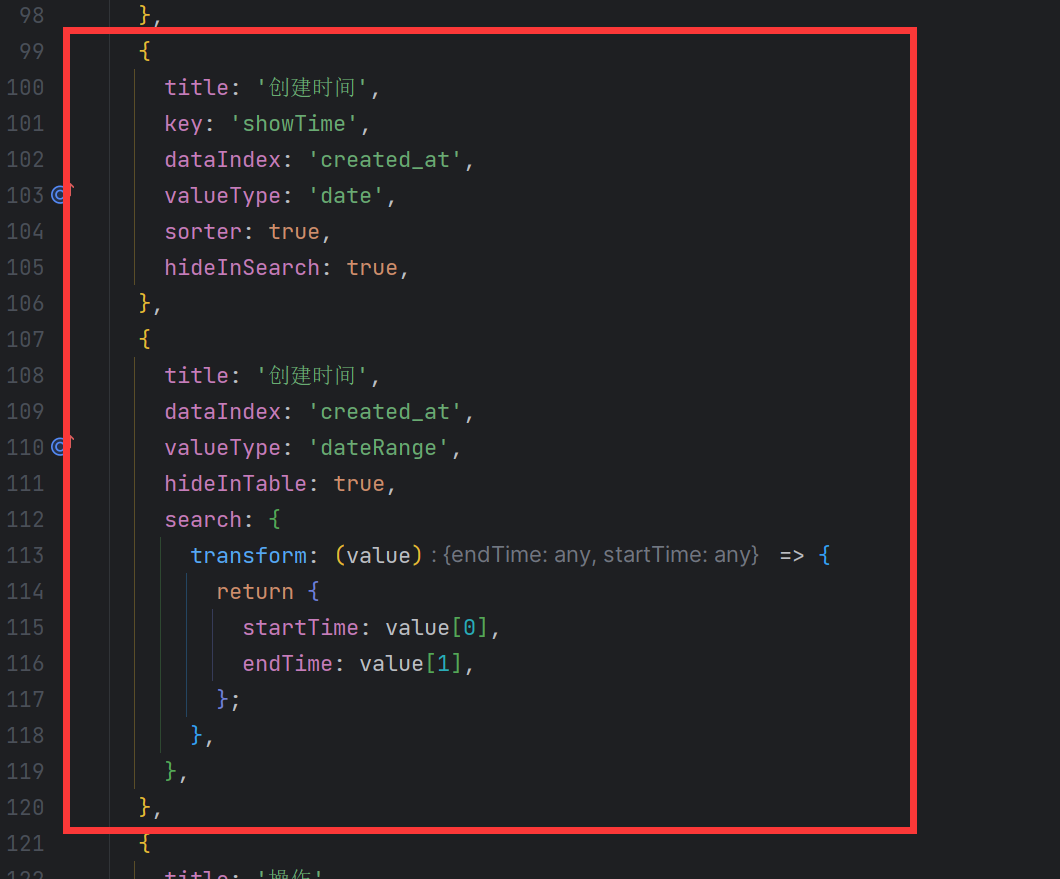 98 },
99 {
100 title: '创建时间',
101 key: 'showTime',
102 dataIndex: 'created_at',
103 valueType: 'date',
104 sorter: true,
105 hideInSearch: true,
106 },
107 {
108 title: '创建时间',
109 dataIndex: 'created_at',
110 valueType: 'dateRange',
111 hideInTable: true,
112 search: {
113 transform: (value) : {endTime: any, startTime: any} => {
114 return {
115 startTime: value[0],
116 endTime: value[1],
117 };
118 },
119 },
120 },
121 {
122 title: '操作'